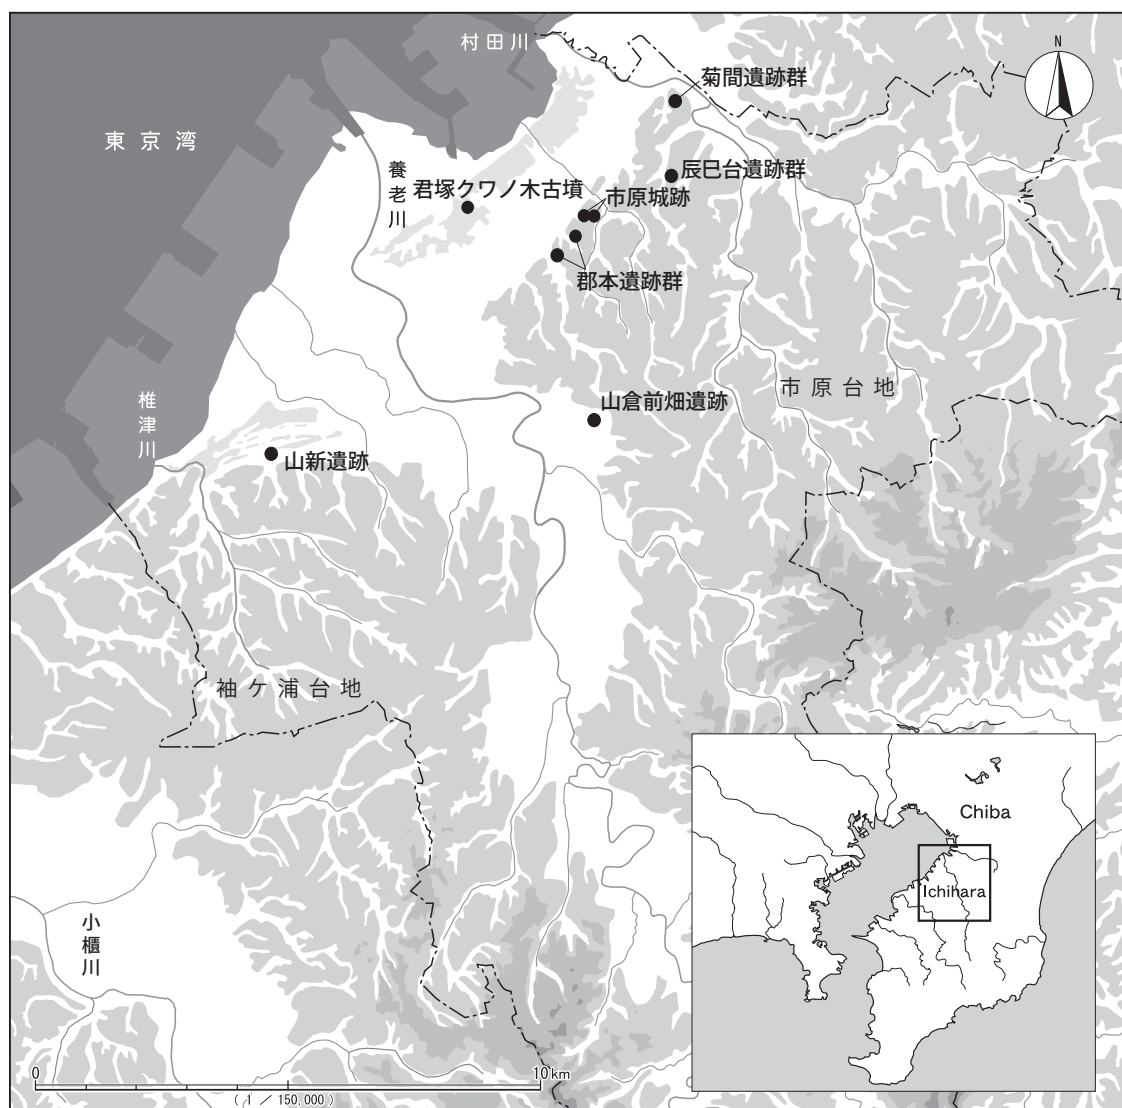 村田川
N
菊間遺跡群
東京湾
養老川
辰巳台遺跡群
君塚クワノ木古墳
市原城跡
郡本遺跡群
市原台地
椎津川
山倉前畑遺跡
山新遺跡
袖ケ浦台地
Chiba
Ichihara
小櫃川
0
10km
(1/150,000)